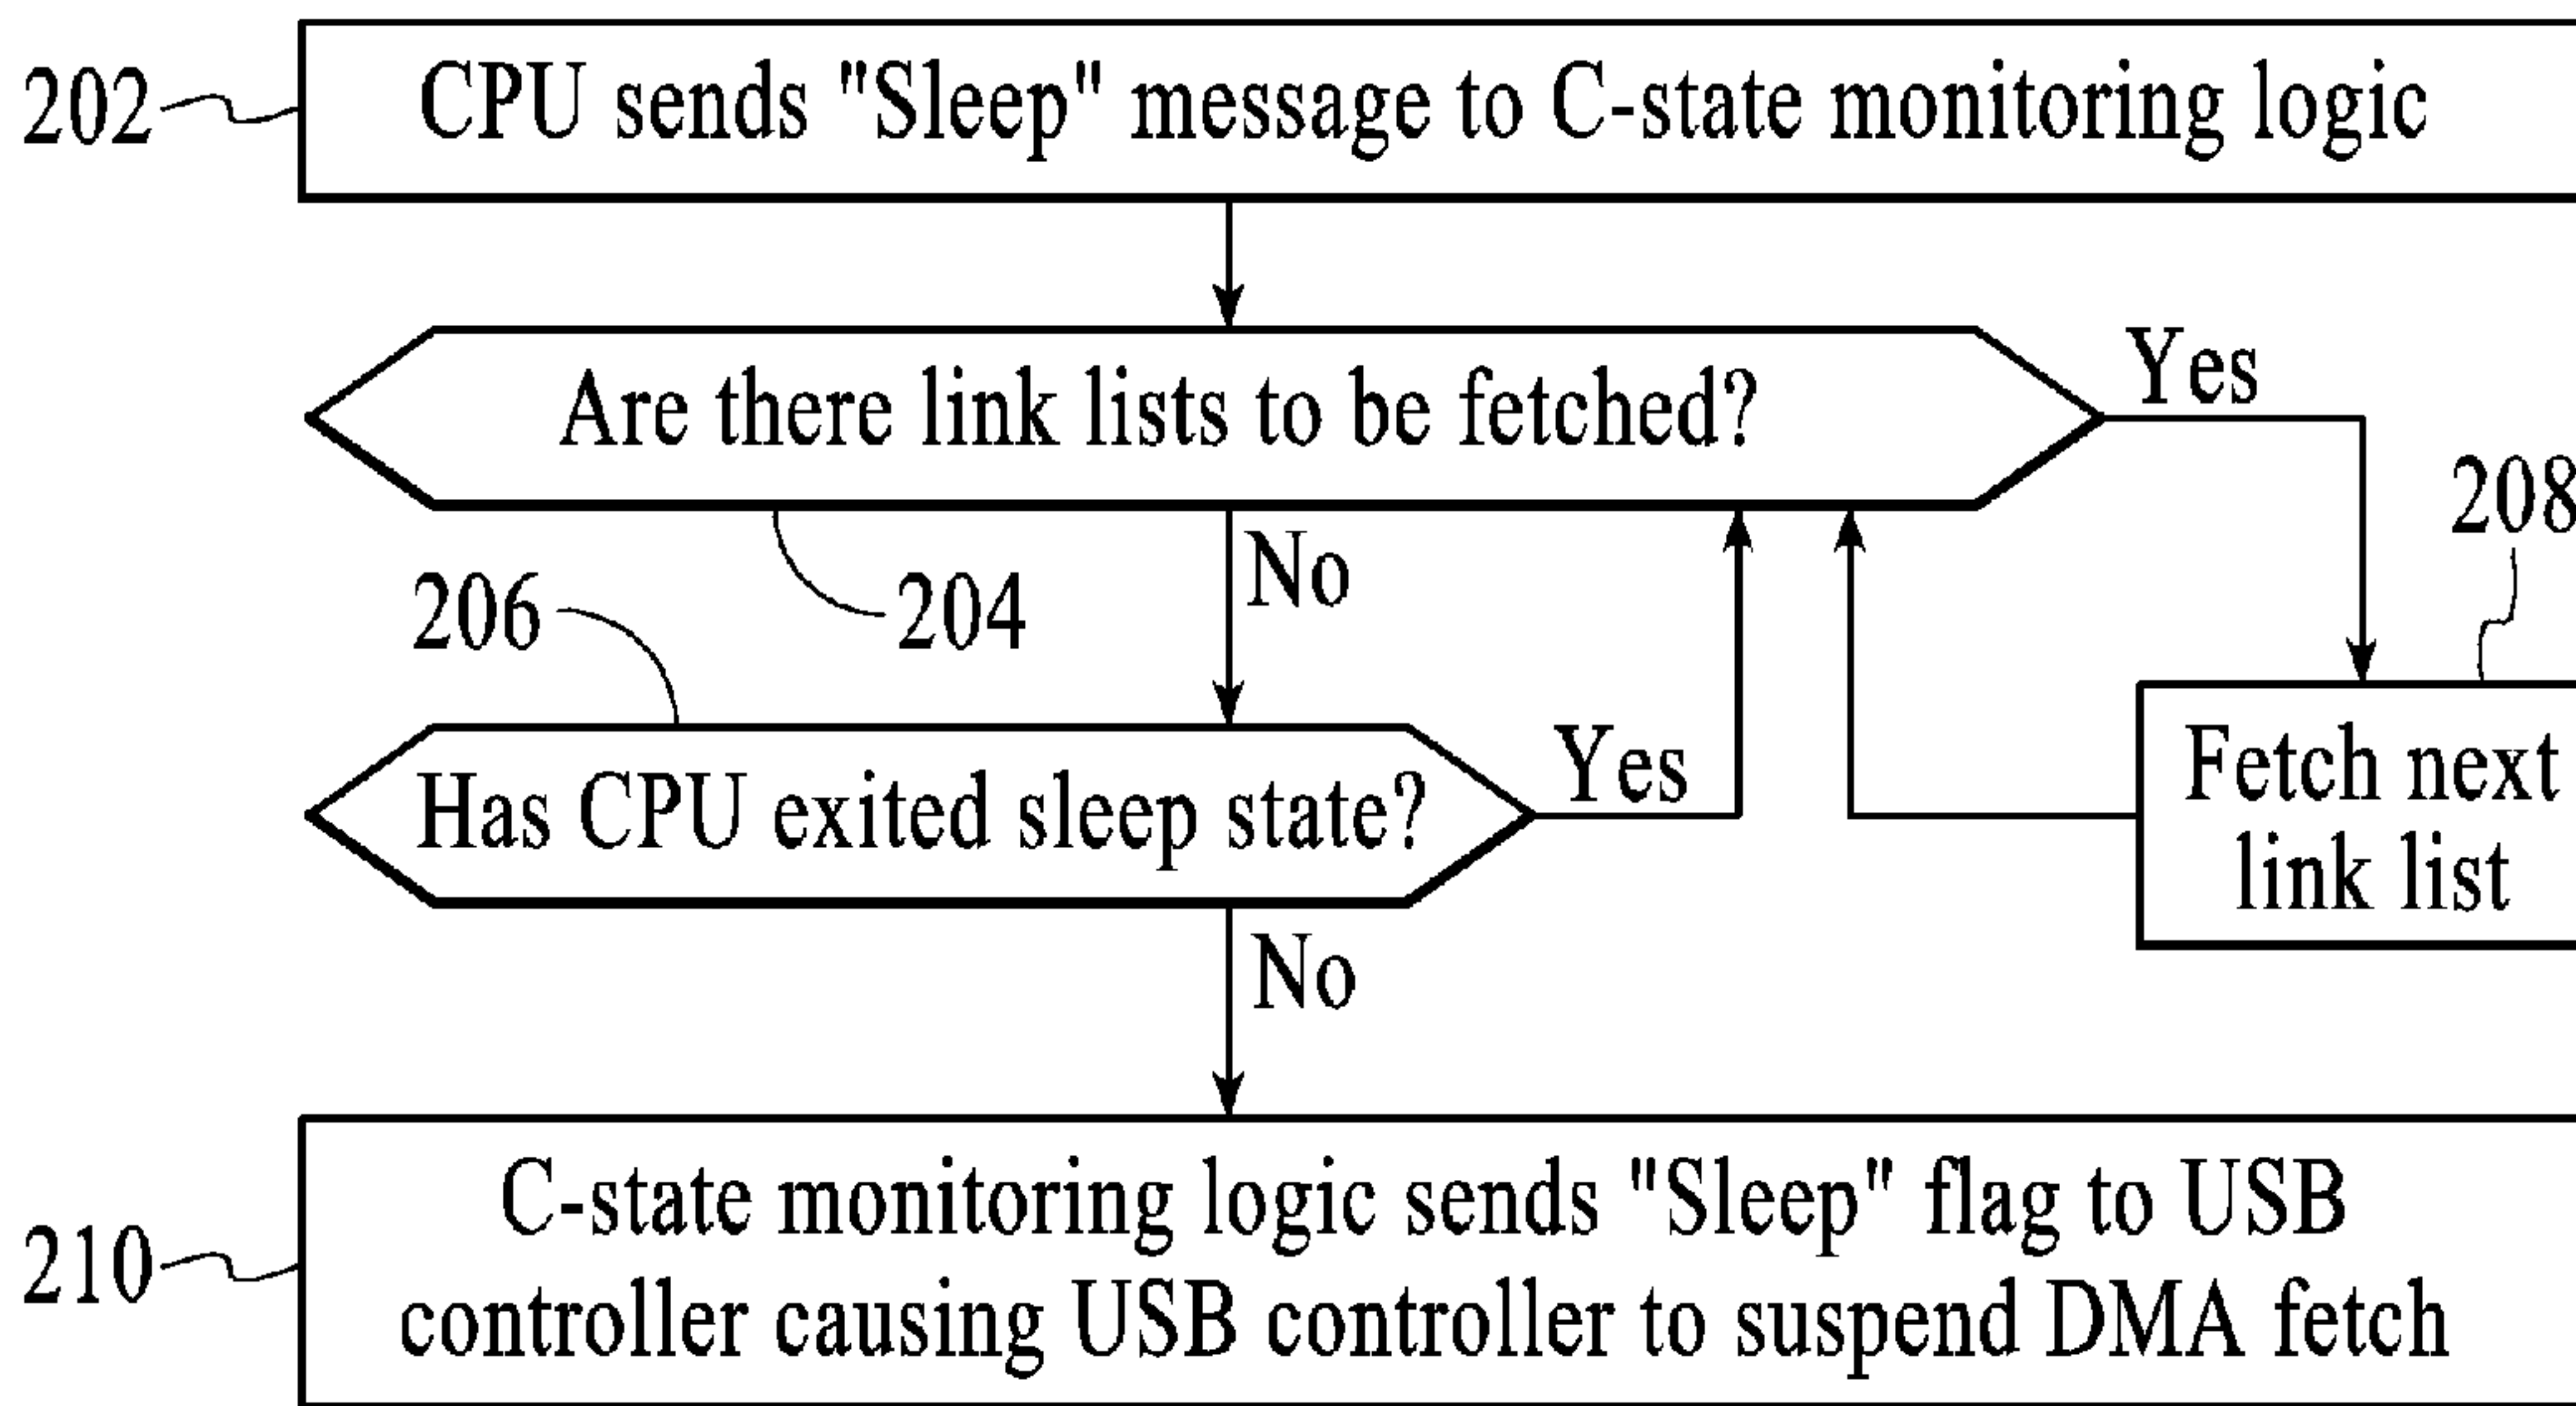 202
CPU sends "Sleep" message to C-state monitoring logic
Are there link lists to be fetched?
Yes
208
No
206
204
Has CPU exited sleep state?
Yes
Fetch next
link list
No
210
C-state monitoring logic sends "Sleep" flag to USB
controller causing USB controller to suspend DMA fetch